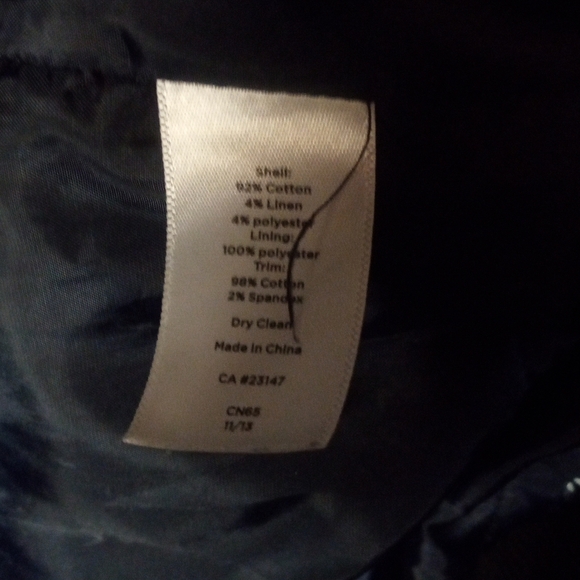 Shell:
92% Cotton
4% Linen
4% polyester
Lining:
100% polyester
Trim:
98% Cotton
2% Spandex
Dry Clean
Made in China
CA #23147
CN65
11/13